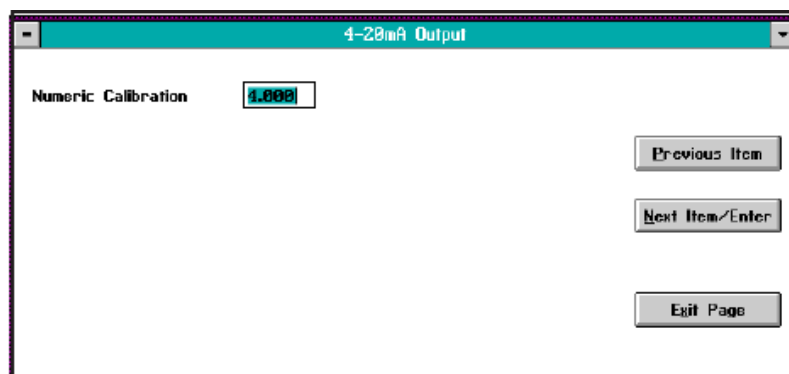 4-20mA Output
Numeric Calibration 4.000
Previous Item
Next Item/Enter
Exit Page